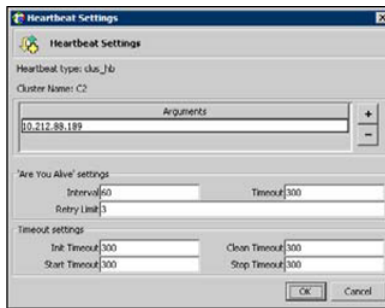 Heartbeat Settings
Heartbeat Settings
Heartbeat type: clus_hb
Cluster Name: C2
Arguments
10.212.88.189
+
-
'Are You Alive' settings
Interval 60 Timeout 300
Retry Limit 3
Timeout settings
Init Timeout 300 Clean Timeout 300
Start Timeout 300 Stop Timeout 300
OK Cancel